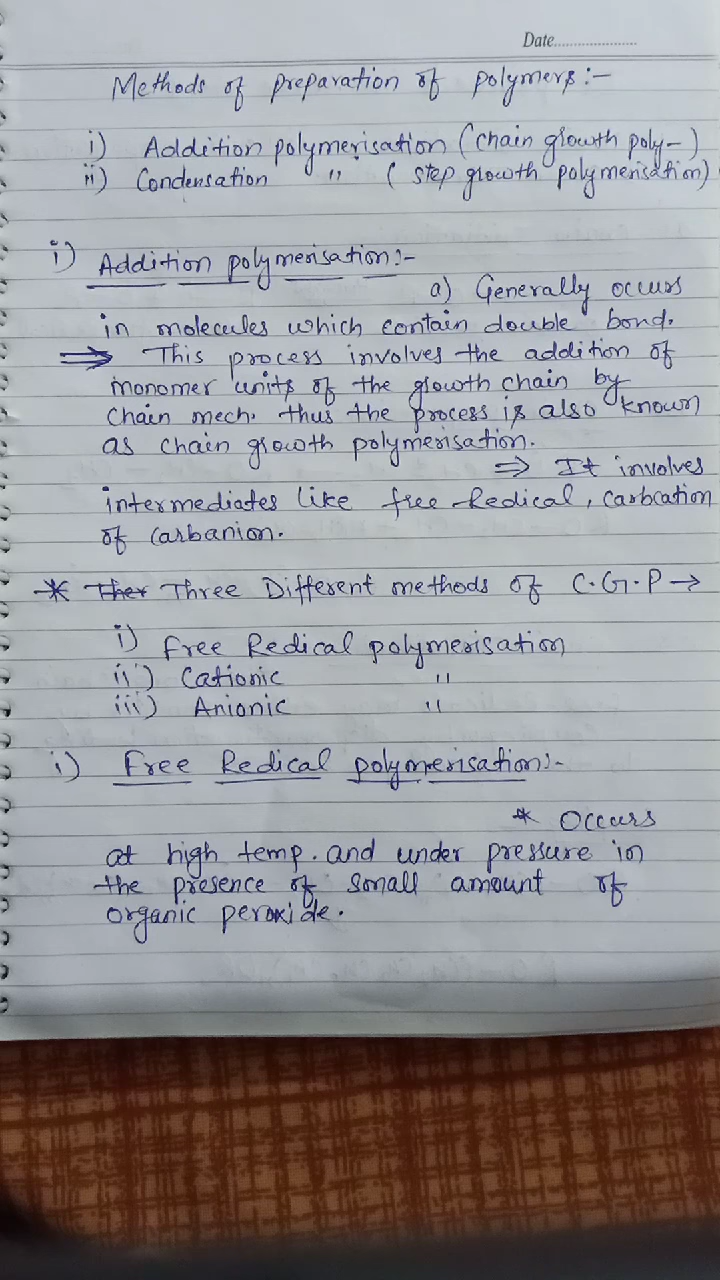 Date.....................
Methods of preparation of polymers:-
i) Addition polymerisation (chain growth poly-)
ii) Condensation " ( step growth polymerisation)
i) Addition polymerisation:-
a) Generally occurs
in molecules which contain double bond.
⇒ This process involves the addition of
monomer units of the growth chain by
chain mech. thus the process is also known
as chain growth polymerisation.
⇒ It involves
intermediates like free Redical, Carbcation
of Carbanion.
* Ther Three Different methods of C.G.P →
i) free Redical polymerisation
ii) Cationic "
iii) Anionic "
i) Free Redical polymerisation:-
* Occurs
at high temp. and under pressure in
the presence of small amount of
organic peroxide.